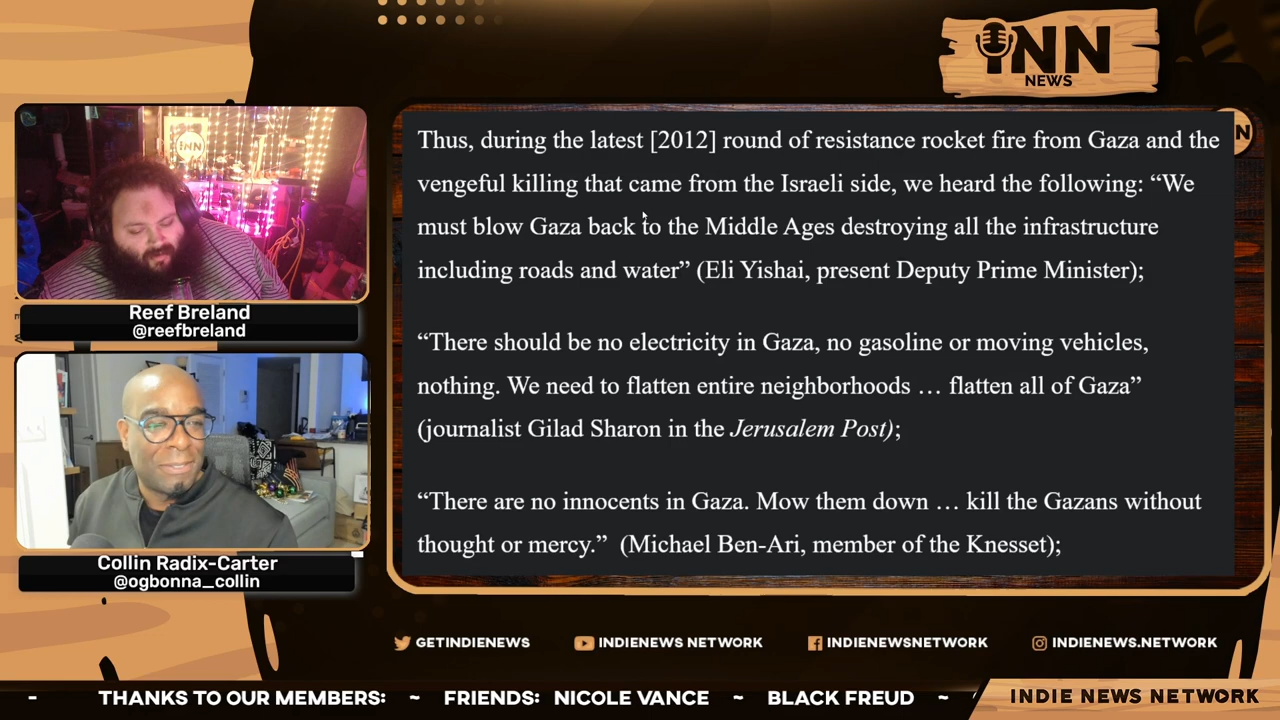 iNN
NEWS
iNN
N
Thus, during the latest [2012] round of resistance rocket fire from Gaza and the
vengeful killing that came from the Israeli side, we heard the following: “We
must blow Gaza back to the Middle Ages destroying all the infrastructure
including roads and water” (Eli Yishai, present Deputy Prime Minister);
“There should be no electricity in Gaza, no gasoline or moving vehicles,
nothing. We need to flatten entire neighborhoods … flatten all of Gaza”
(journalist Gilad Sharon in the Jerusalem Post);
“There are no innocents in Gaza. Mow them down … kill the Gazans without
thought or mercy.” (Michael Ben-Ari, member of the Knesset);
Reef Breland
@reefbreland
Collin Radix-Carter
@ogbonna_collin
GETINDIENEWS INDIENEWS NETWORK INDIENEWSNETWORK INDIENEWS.NETWORK
- THANKS TO OUR MEMBERS: ~ FRIENDS: NICOLE VANCE ~ BLACK FREUD ~ INDIE NEWS NETWORK